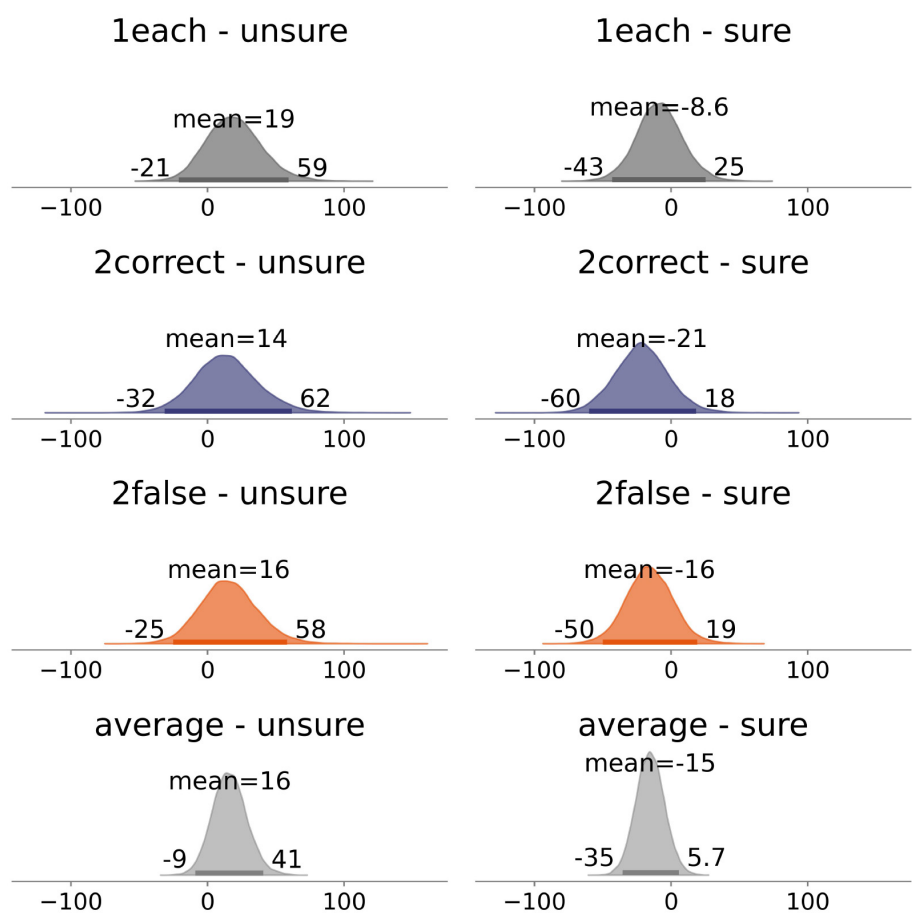 1each - unsure
1each - sure
mean=19
mean=-8.6
-21 59
-43 25
−100 0 100
−100 0 100
2correct - unsure
2correct - sure
mean=14
mean=-21
-32 62
-60 18
−100 0 100
−100 0 100
2false - unsure
2false - sure
mean=16
mean=-16
-25 58
-50 19
−100 0 100
−100 0 100
average - unsure
average - sure
mean=16
mean=-15
-9 41
-35 5.7
−100 0 100
−100 0 100